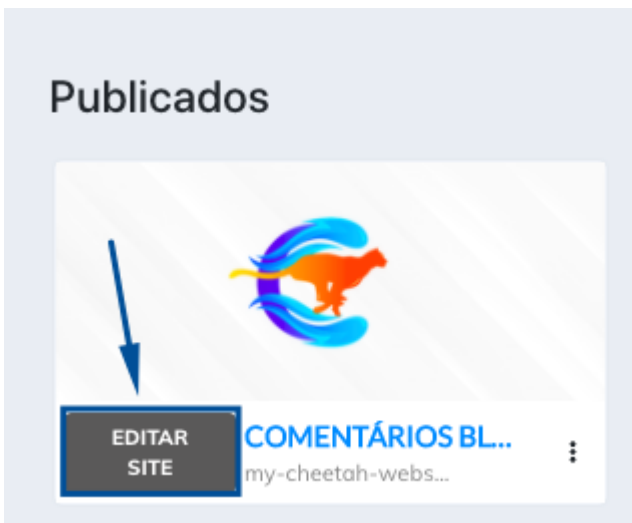 Publicados
EDITAR
SITE
COMENTÁRIOS BL...
my-cheetah-webs...